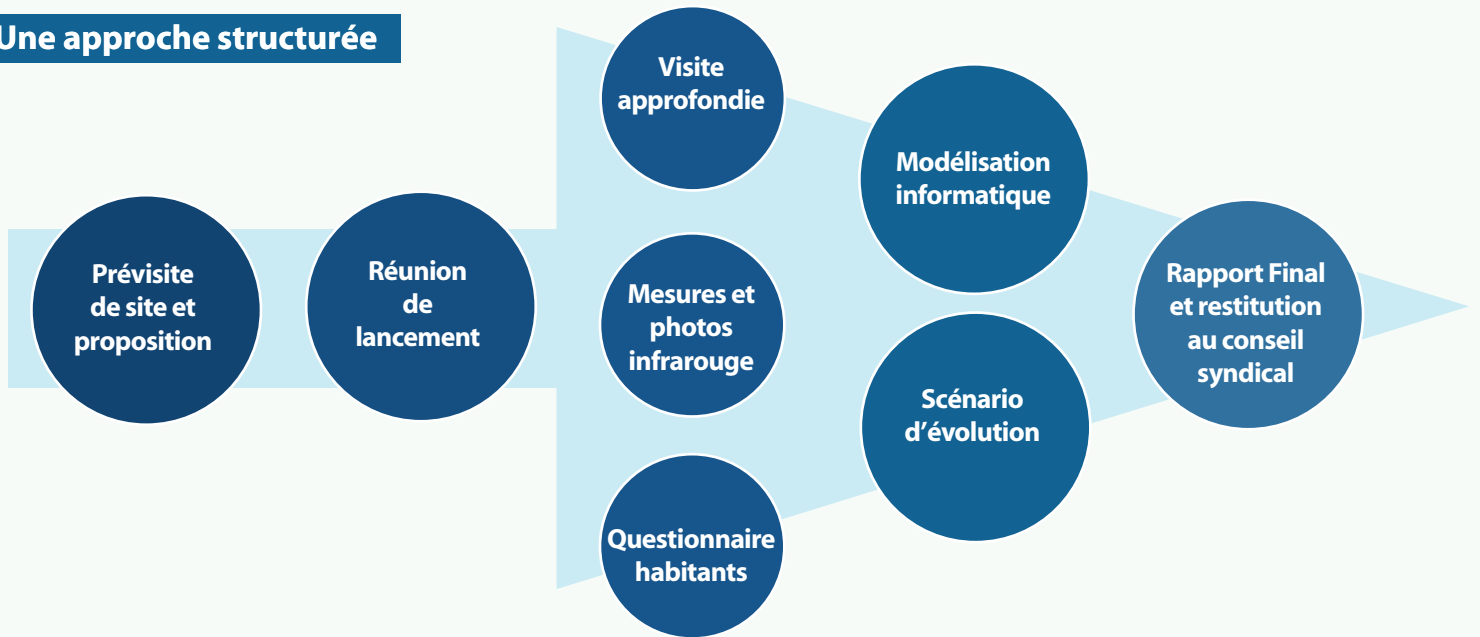 Une approche structurée
Prévisite
de site et
proposition
Réunion
de
lancement
Visite
approfondie
Mesures et
photos
infrarouge
Questionnaire
habitants
Modélisation
informatique
Scénario
d'évolution
Rapport Final
et restitution
au conseil
syndical